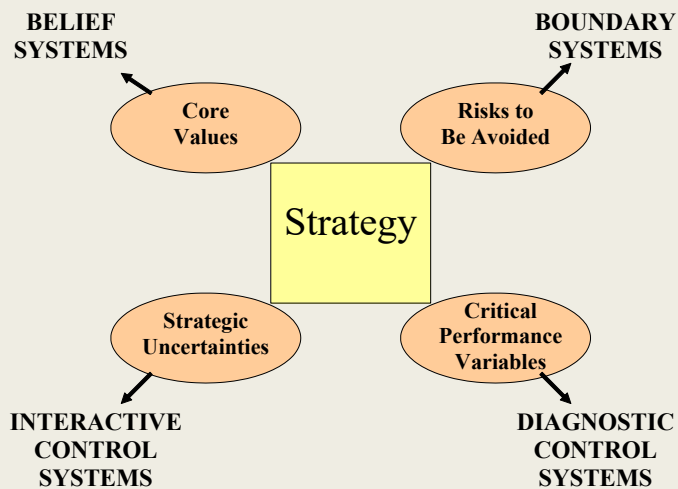 BELIEF
SYSTEMS
BOUNDARY
SYSTEMS
Core
Values
Risks to
Be Avoided
Strategy
Strategic
Uncertainties
Critical
Performance
Variables
INTERACTIVE
CONTROL
SYSTEMS
DIAGNOSTIC
CONTROL
SYSTEMS